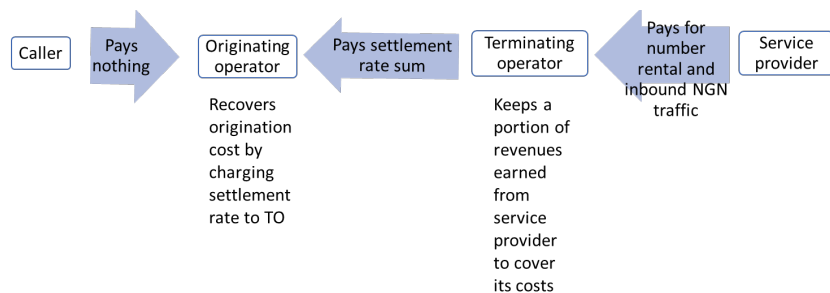 Caller
Pays
nothing
Originating
operator
Pays settlement
rate sum
Terminating
operator
Pays for
number
rental and
inbound NGN
traffic
Service
provider
Recovers
origination
cost by
charging
settlement
rate to TO
Keeps a
portion of
revenues
earned
from
service
provider
to cover
its costs